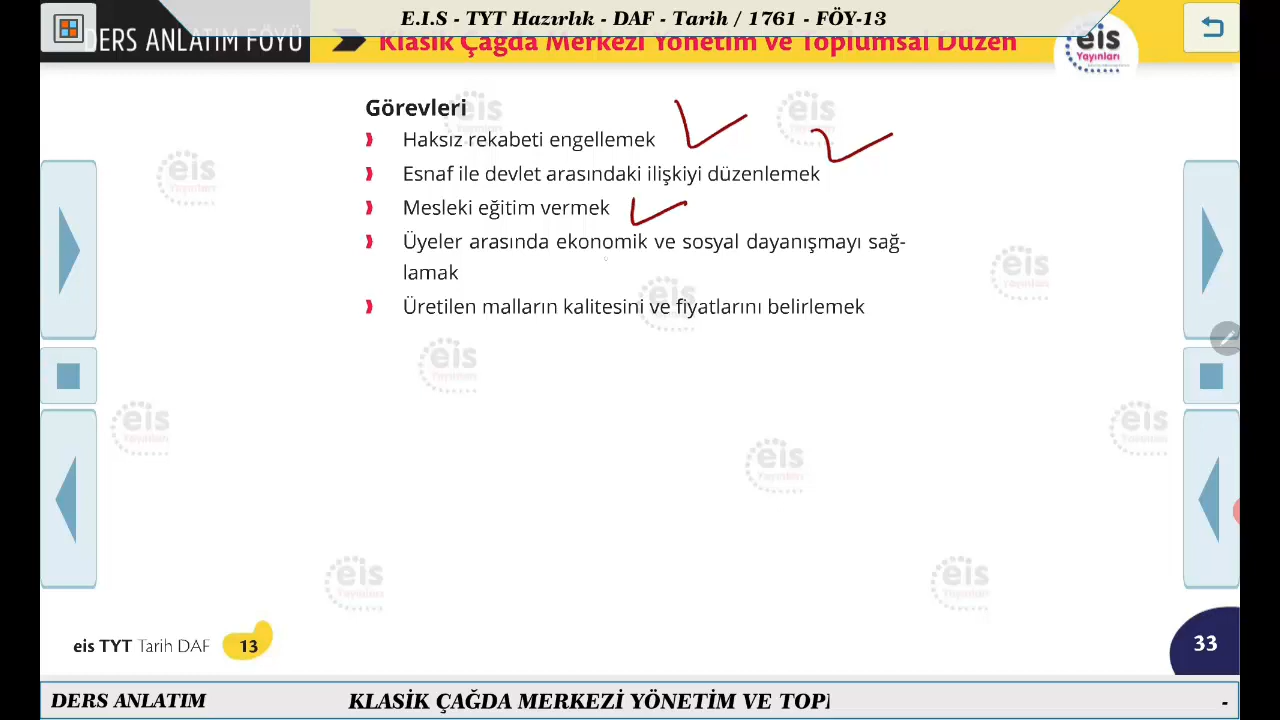 E.I.S - TYT Hazırlık - DAF - Tarih / 1761 - FÖY-13
DERS ANLATIM FÖYÜ
Klasik Çağda Merkezi Yönetim ve Toplumsal Düzen
eis
Yayınları
Görevleri
Haksız rekabeti engellemek
Esnaf ile devlet arasındaki ilişkiyi düzenlemek
Mesleki eğitim vermek
Üyeler arasında ekonomik ve sosyal dayanışmayı sağ-
lamak
Üretilen malların kalitesini ve fiyatlarını belirlemek
eis TYT Tarih DAF 13
33
DERS ANLATIM KLASİK ÇAĞDA MERKEZİ YÖNETİM VE TOPI -